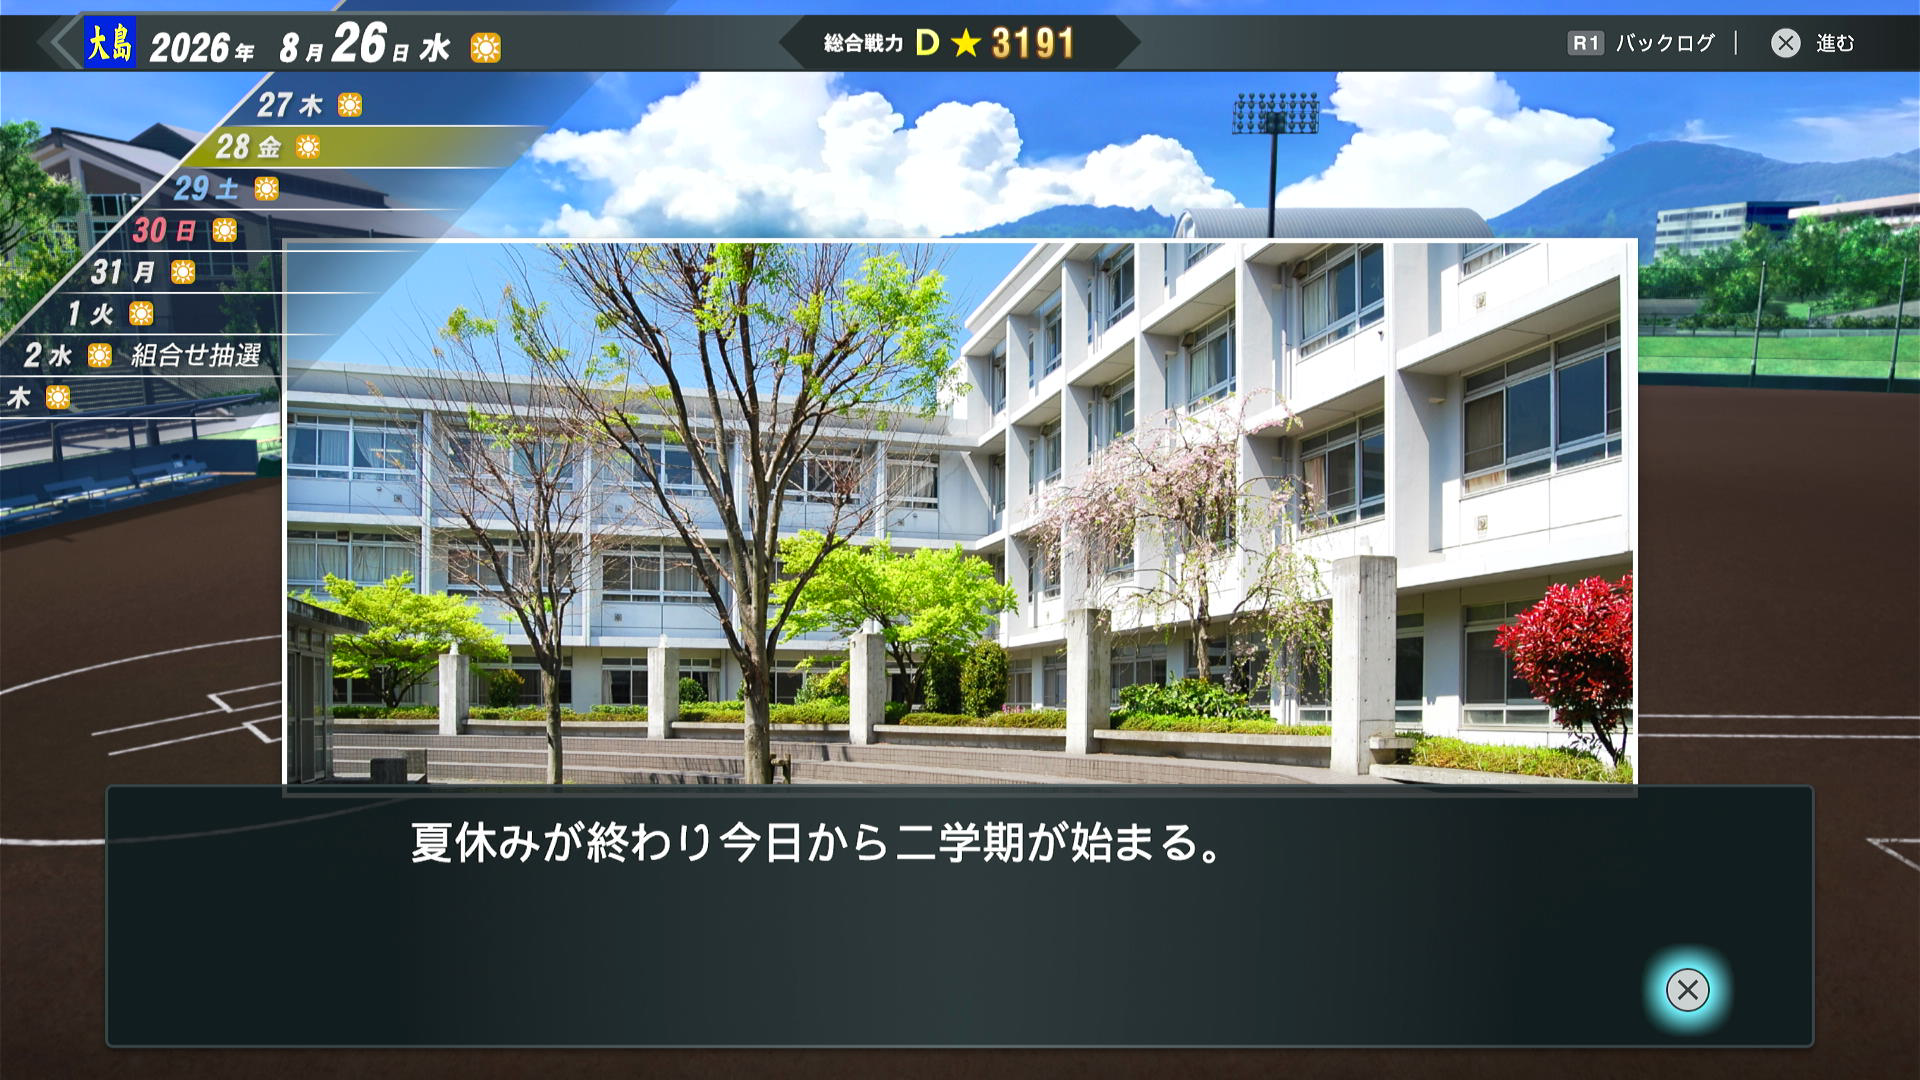 大島 2026年 8月26日 水
総合戦力 D ★ 3191
R1 バックログ | ⊗ 進む
27 木
28 金
29 土
30 日
31 月
1 火
2 水 組合せ抽選
木
夏休みが終わり今日から二学期が始まる。